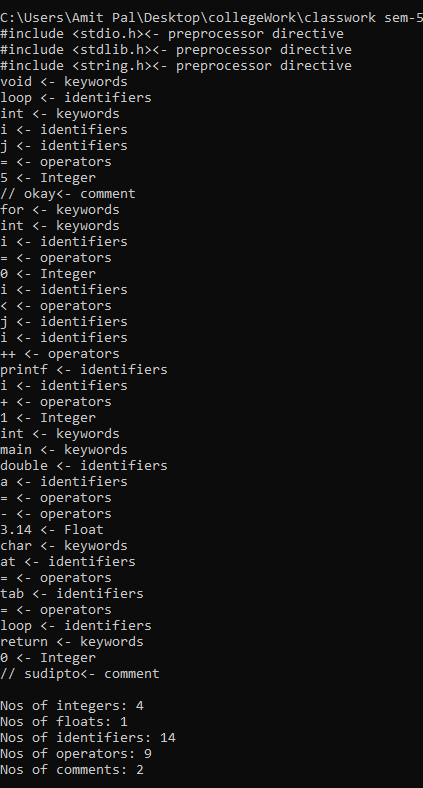 C:\Users\Amit Pal\Desktop\collegeWork\classwork sem-5
#include <stdio.h><- preprocessor directive
#include <stdlib.h><- preprocessor directive
#include <string.h><- preprocessor directive
void <- keywords
loop <- identifiers
int <- keywords
i <- identifiers
j <- identifiers
= <- operators
5 <- Integer
// okay<- comment
for <- keywords
int <- keywords
i <- identifiers
= <- operators
0 <- Integer
i <- identifiers
< <- operators
j <- identifiers
i <- identifiers
++ <- operators
printf <- identifiers
i <- identifiers
+ <- operators
1 <- Integer
int <- keywords
main <- keywords
double <- identifiers
a <- identifiers
= <- operators
- <- operators
3.14 <- Float
char <- keywords
at <- identifiers
= <- operators
tab <- identifiers
= <- operators
loop <- identifiers
return <- keywords
0 <- Integer
// sudipto<- comment
Nos of integers: 4
Nos of floats: 1
Nos of identifiers: 14
Nos of operators: 9
Nos of comments: 2